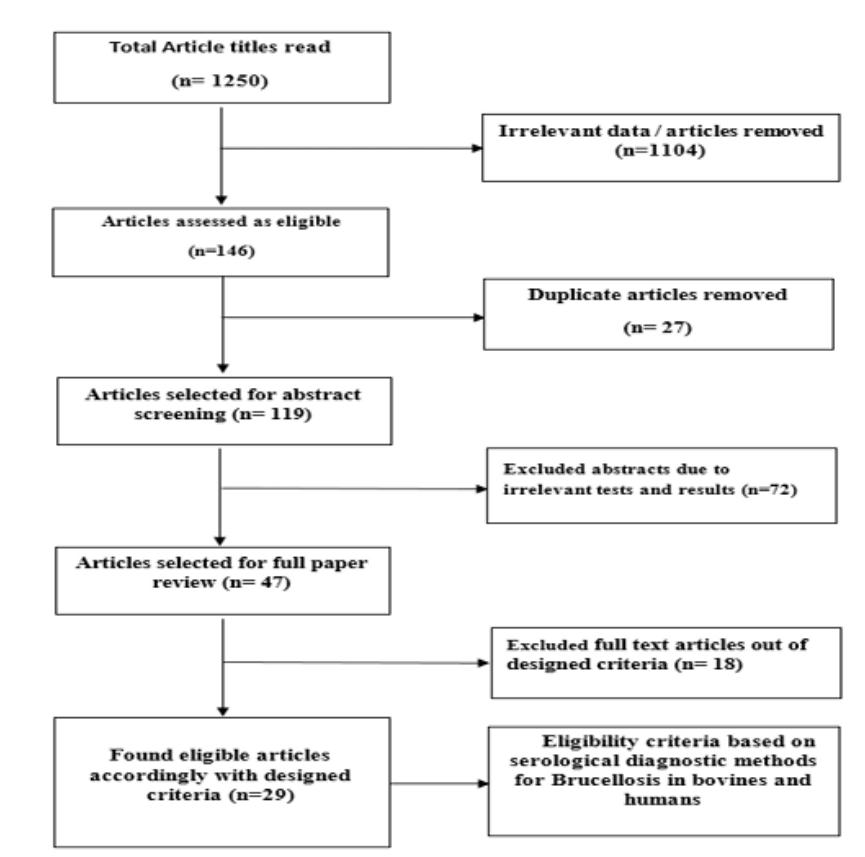 Total Article titles read
(n= 1250)
Irrelevant data / articles removed
(n=1104)
Articles assessed as eligible
(n=146)
Duplicate articles removed
(n= 27)
Articles selected for abstract
screening (n= 119)
Excluded abstracts due to
irrelevant tests and results (n=72)
Articles selected for full paper
review (n= 47)
Excluded full text articles out of
designed criteria (n= 18)
Found eligible articles
accordingly with designed
criteria (n=29)
Eligibility criteria based on
serological diagnostic methods
for Brucellosis in bovines and
humans